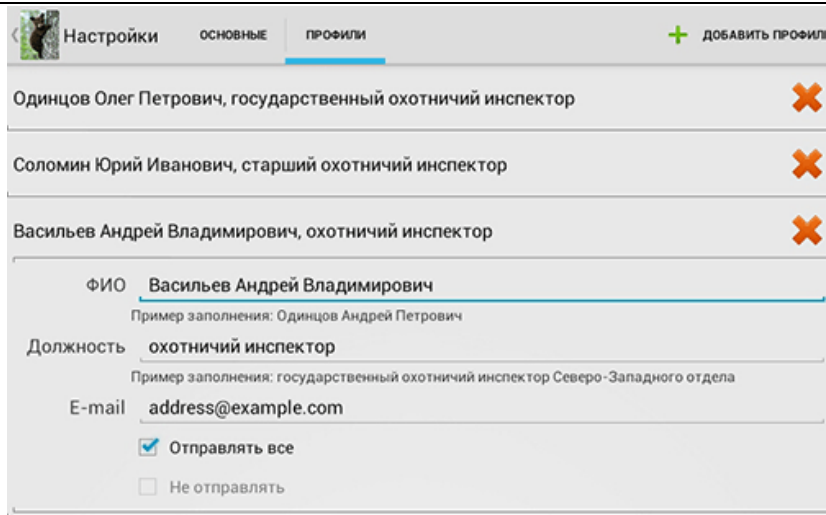 Настройки ОСНОВНЫЕ ПРОФИЛИ ДОБАВИТЬ ПРОФИЛ
Одинцов Олег Петрович, государственный охотничий инспектор
Соломин Юрий Иванович, старший охотничий инспектор
Васильев Андрей Владимирович, охотничий инспектор
ФИО Васильев Андрей Владимирович
Пример заполнения: Одинцов Андрей Петрович
Должность охотничий инспектор
Пример заполнения: государственный охотничий инспектор Северо-Западного отдела
E-mail address@example.com
Отправлять все
Не отправлять